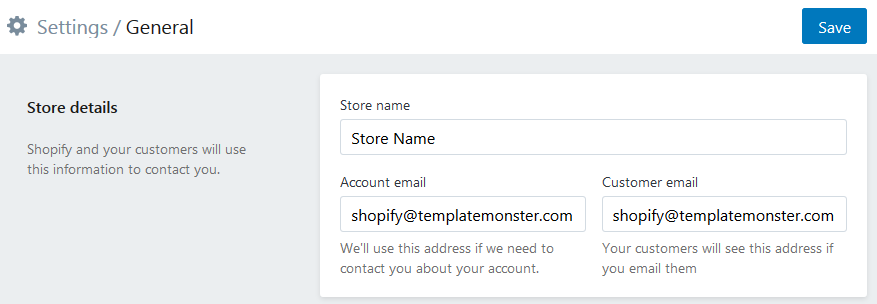 Settings / General
Save
Store details
Shopify and your customers will use
this information to contact you.
Store name
Store Name
Account email
shopify@templatemonster.com
We'll use this address if we need to
contact you about your account.
Customer email
shopify@templatemonster.com
Your customers will see this address if
you email them